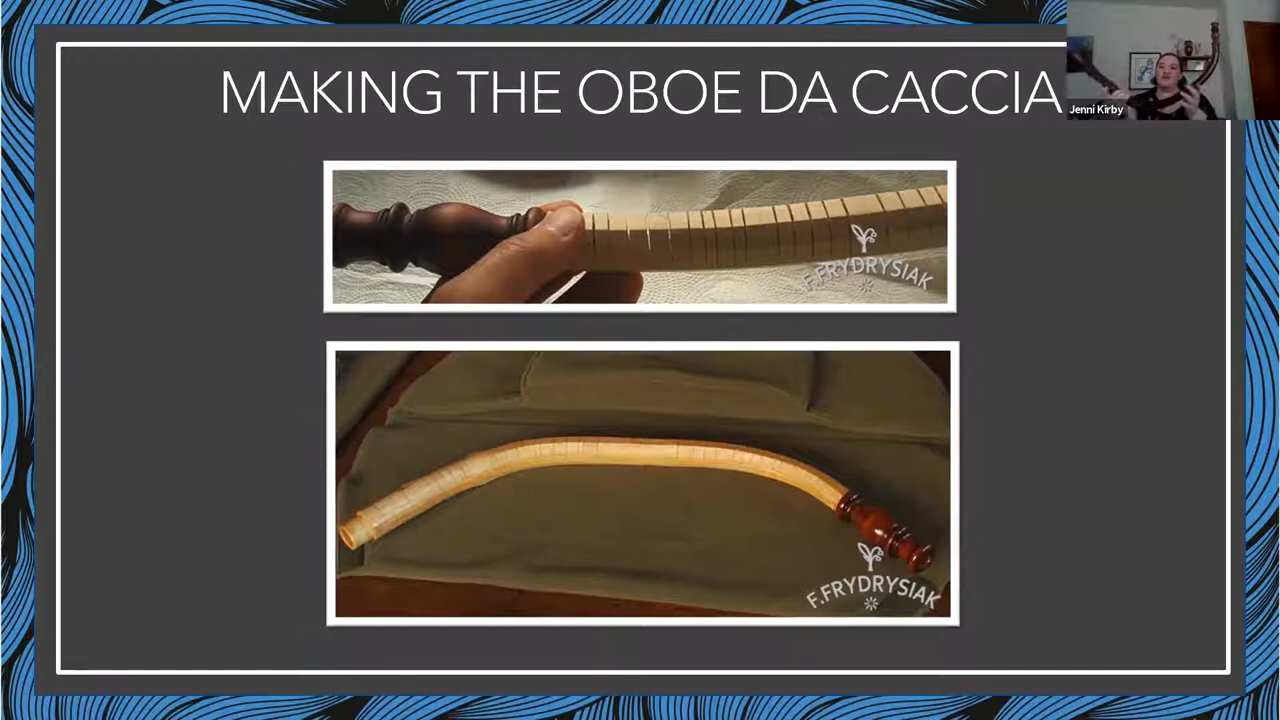 MAKING THE OBOE DA CACCIA
Jenni Kirby
F.FRYDRYSIAK
F.FRYDRYSIAK